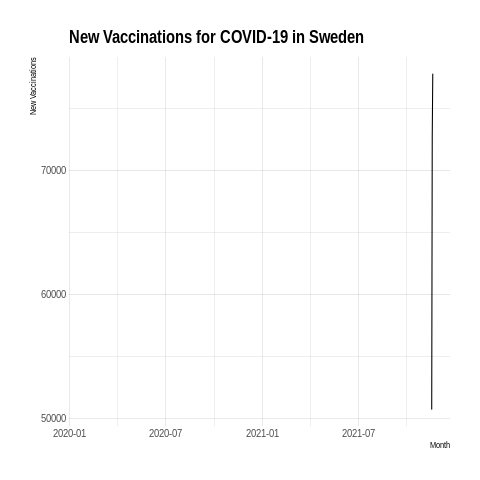 New Vaccinations for COVID-19 in Sweden
New Vaccinations
70000
60000
50000
2020-01 2020-07 2021-01 2021-07
Month